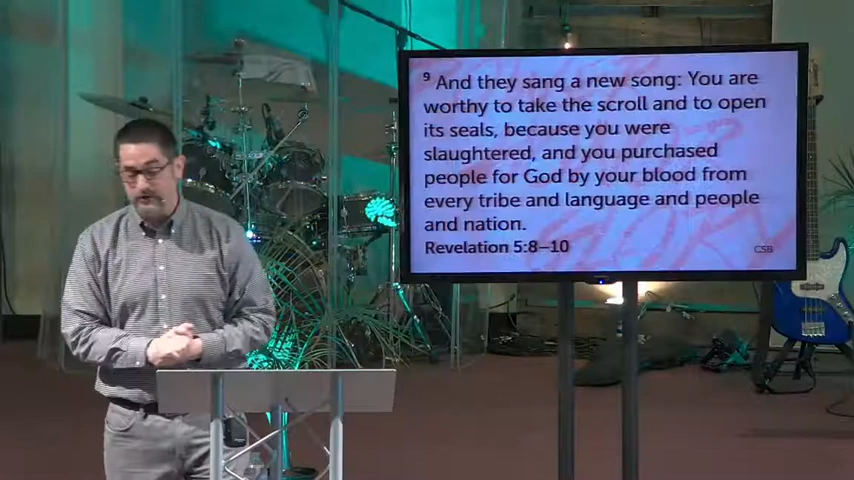 ⁹ And they sang a new song: You are
worthy to take the scroll and to open
its seals, because you were
slaughtered, and you purchased
people for God by your blood from
every tribe and language and people
and nation.
Revelation 5:8–10
CSB